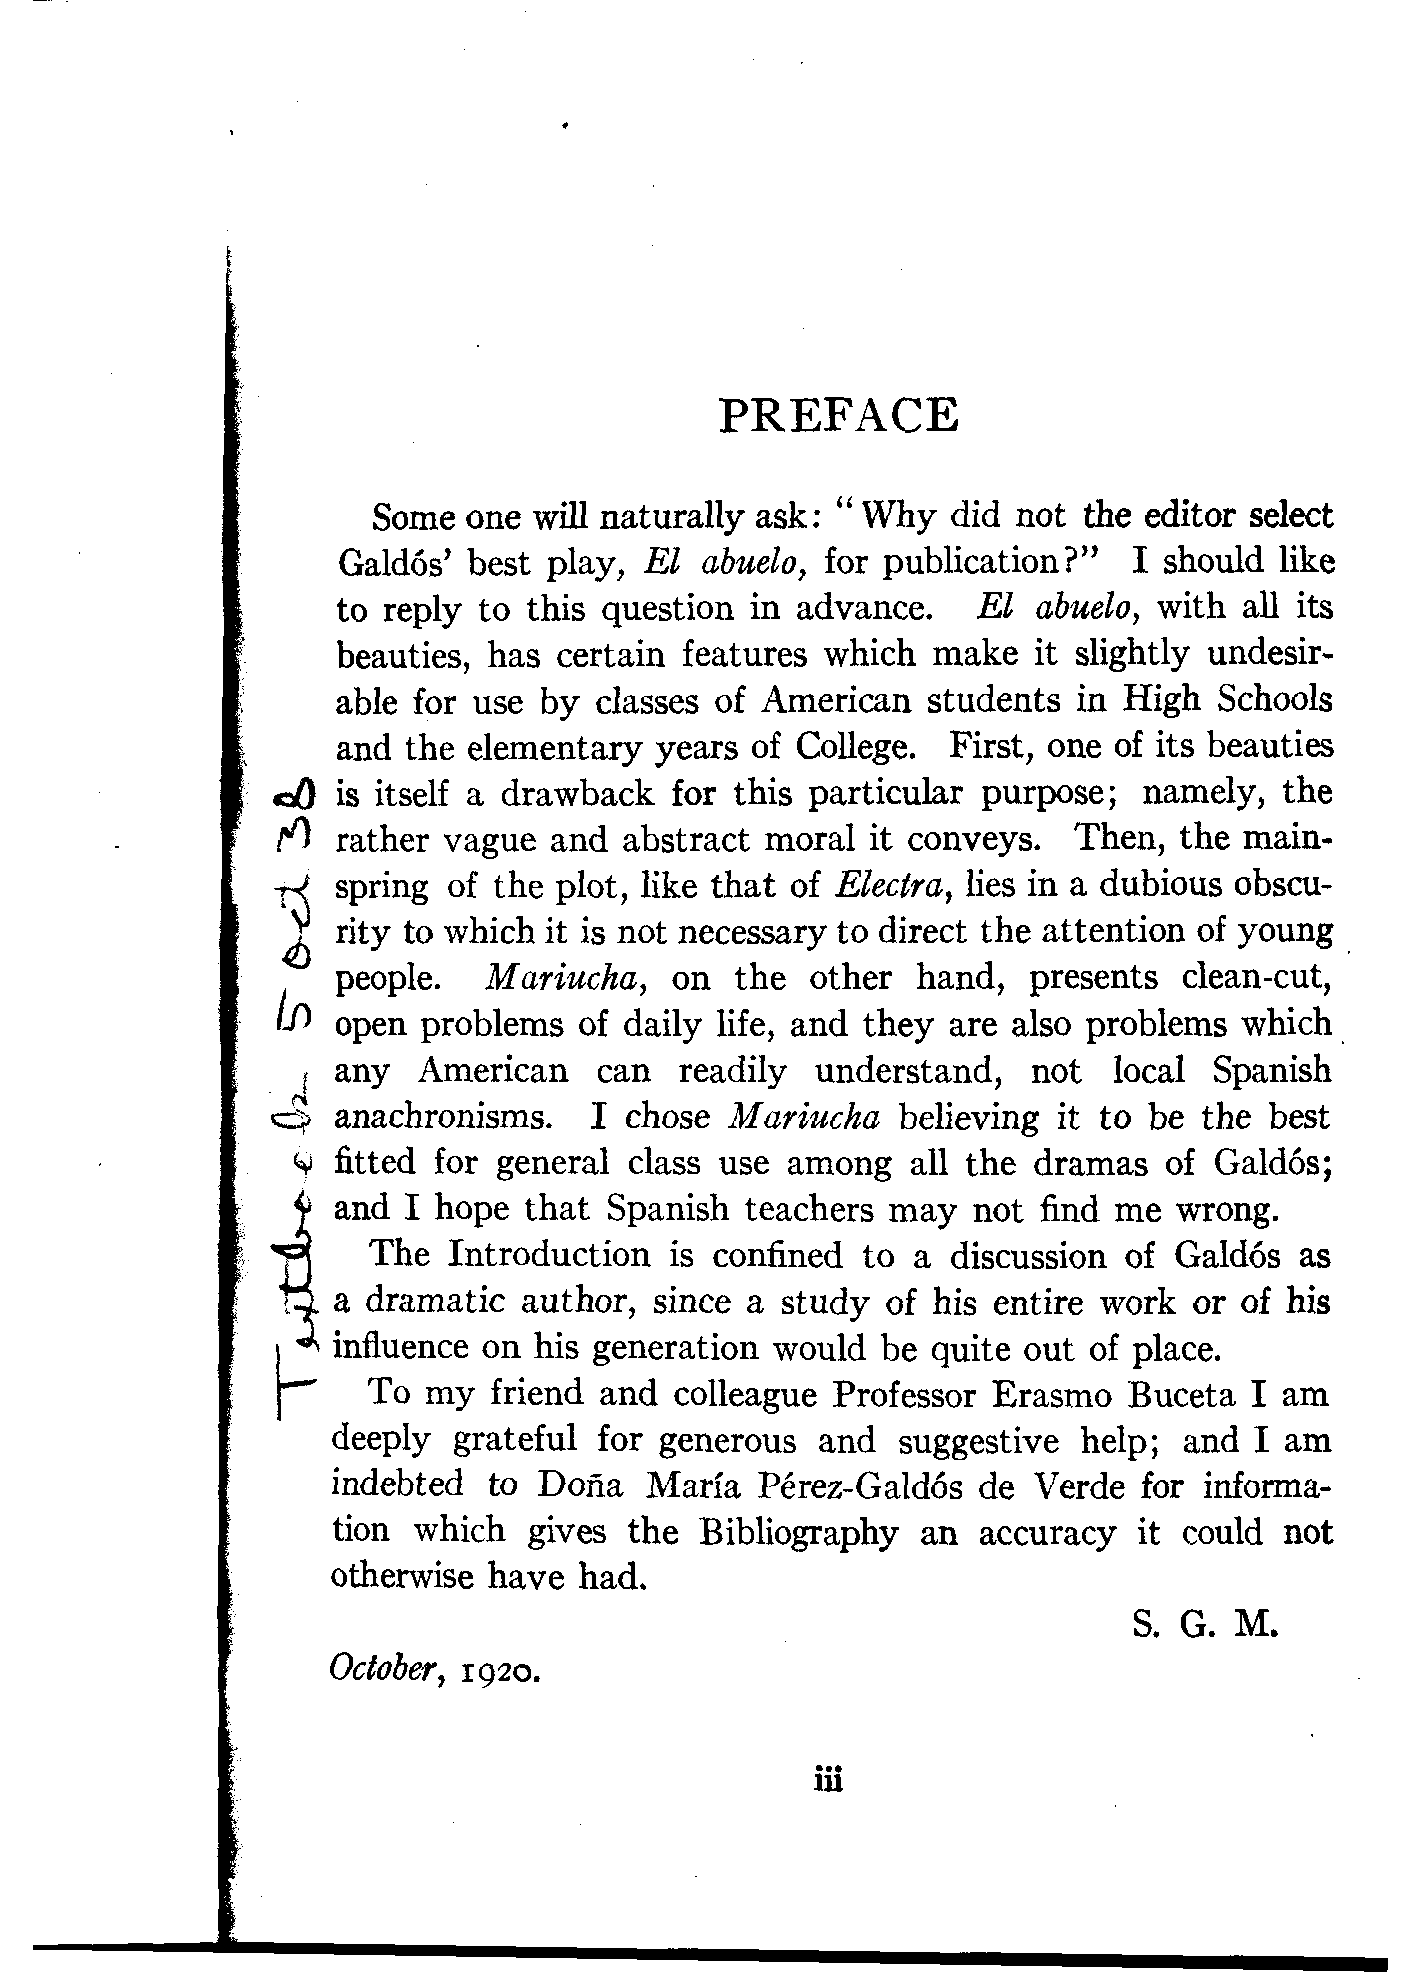 PREFACE
Some one will naturally ask: "Why did not the editor select
Galdós' best play, El abuelo, for publication?" I should like
to reply to this question in advance. El abuelo, with all its
beauties, has certain features which make it slightly undesir-
able for use by classes of American students in High Schools
and the elementary years of College. First, one of its beauties
is itself a drawback for this particular purpose; namely, the
rather vague and abstract moral it conveys. Then, the main-
spring of the plot, like that of Electra, lies in a dubious obscu-
rity to which it is not necessary to direct the attention of young
people. Mariucha, on the other hand, presents clean-cut,
open problems of daily life, and they are also problems which
any American can readily understand, not local Spanish
anachronisms. I chose Mariucha believing it to be the best
fitted for general class use among all the dramas of Galdós;
and I hope that Spanish teachers may not find me wrong.
The Introduction is confined to a discussion of Galdós as
a dramatic author, since a study of his entire work or of his
influence on his generation would be quite out of place.
To my friend and colleague Professor Erasmo Buceta I am
deeply grateful for generous and suggestive help; and I am
indebted to Doña María Pérez-Galdós de Verde for informa-
tion which gives the Bibliography an accuracy it could not
otherwise have had.
S. G. M.
October, 1920.
iii